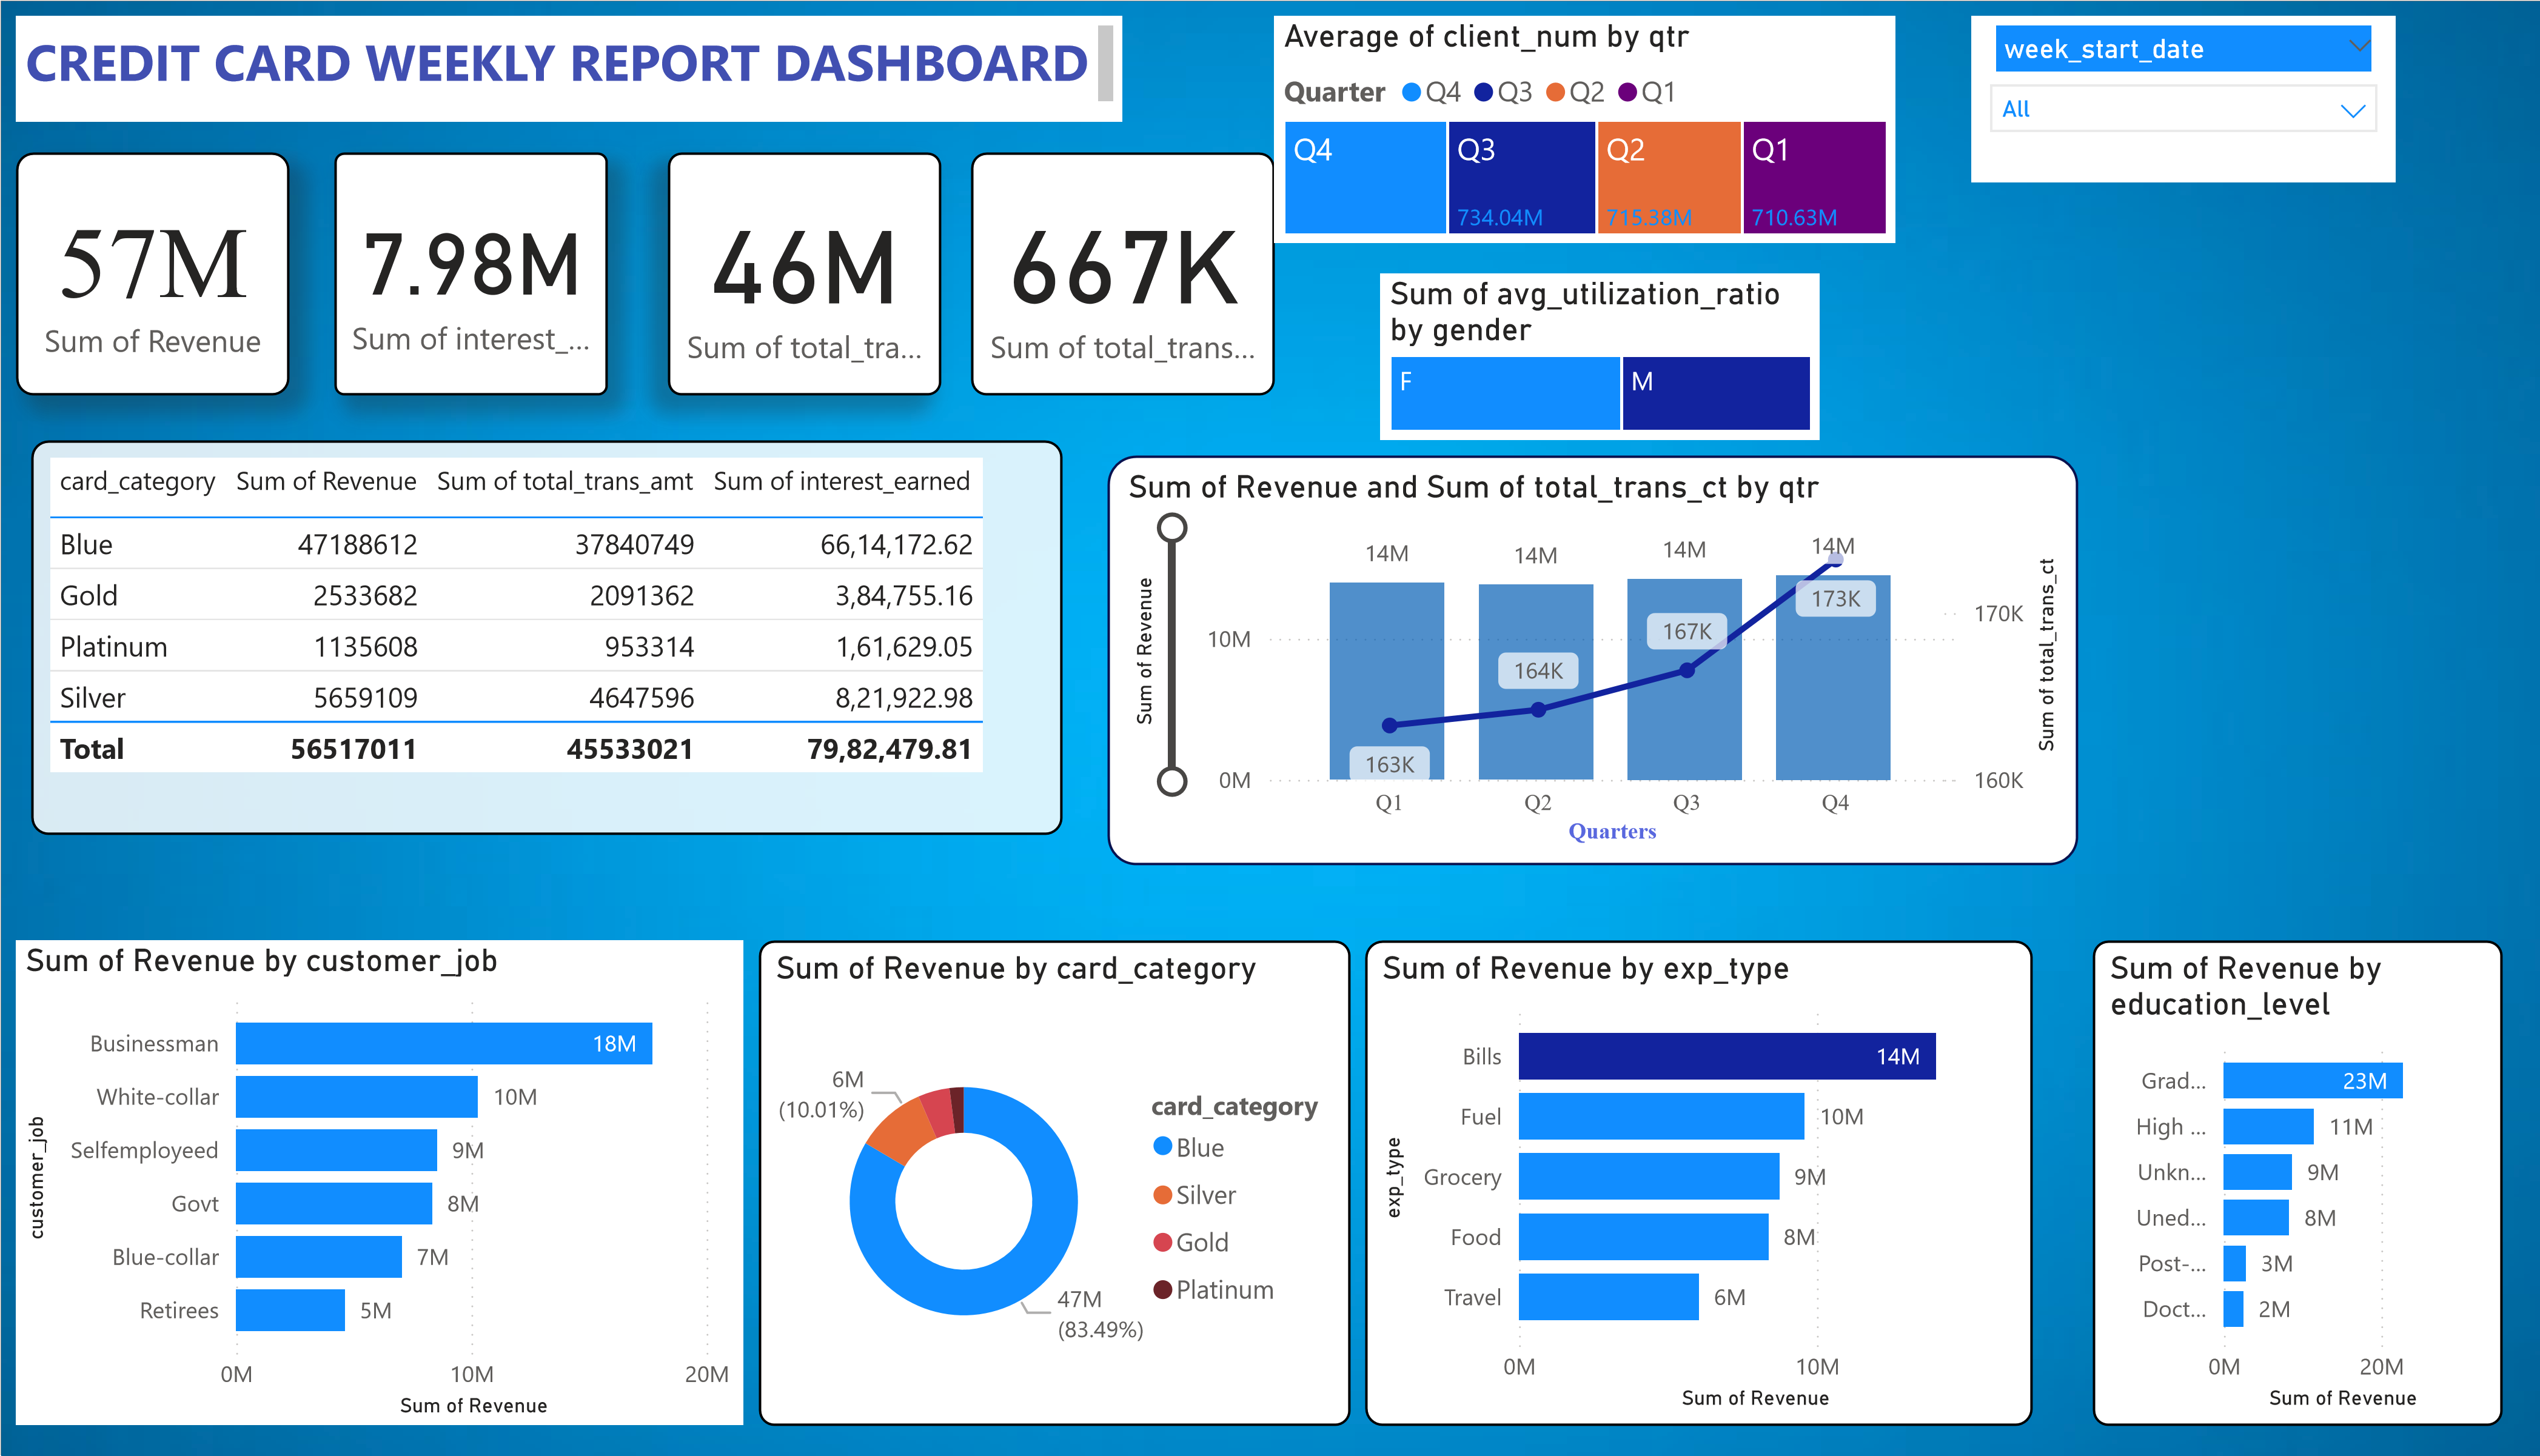 CREDIT CARD WEEKLY REPORT DASHBOARD
Average of client_num by qtr
Quarter Q4 Q3 Q2 Q1
Q4 Q3 Q2 Q1
734.04M 715.38M 710.63M
week_start_date
All
57M
Sum of Revenue
7.98M
Sum of interest_...
46M
Sum of total_tra...
667K
Sum of total_trans...
Sum of avg_utilization_ratio
by gender
F M
card_category Sum of Revenue Sum of total_trans_amt Sum of interest_earned
Blue 47188612 37840749 66,14,172.62
Gold 2533682 2091362 3,84,755.16
Platinum 1135608 953314 1,61,629.05
Silver 5659109 4647596 8,21,922.98
Total 56517011 45533021 79,82,479.81
Sum of Revenue and Sum of total_trans_ct by qtr
Sum of Revenue
10M
0M
14M 14M 14M 14M
163K 164K 167K 173K
170K
160K
Sum of total_trans_ct
Q1 Q2 Q3 Q4
Quarters
Sum of Revenue by customer_job
customer_job
Businessman 18M
White-collar 10M
Selfemployeed 9M
Govt 8M
Blue-collar 7M
Retirees 5M
0M 10M 20M
Sum of Revenue
Sum of Revenue by card_category
6M
(10.01%)
47M
(83.49%)
card_category
Blue
Silver
Gold
Platinum
Sum of Revenue by exp_type
exp_type
Bills 14M
Fuel 10M
Grocery 9M
Food 8M
Travel 6M
0M 10M
Sum of Revenue
Sum of Revenue by
education_level
Grad... 23M
High ... 11M
Unkn... 9M
Uned... 8M
Post-... 3M
Doct... 2M
0M 20M
Sum of Revenue